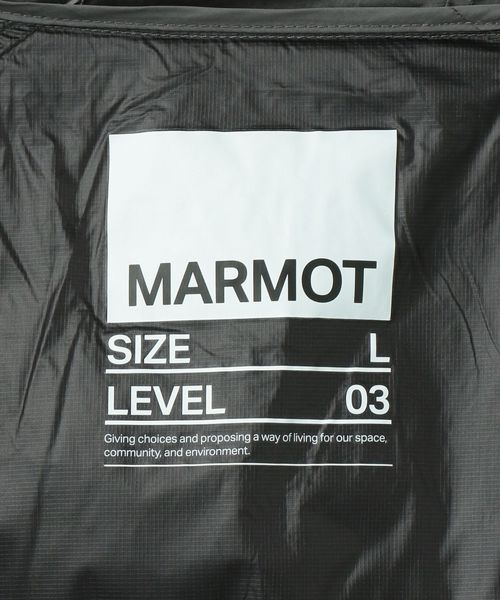 MARMOT
SIZE L
LEVEL 03
Giving choices and proposing a way of living for our space,
community, and environment.